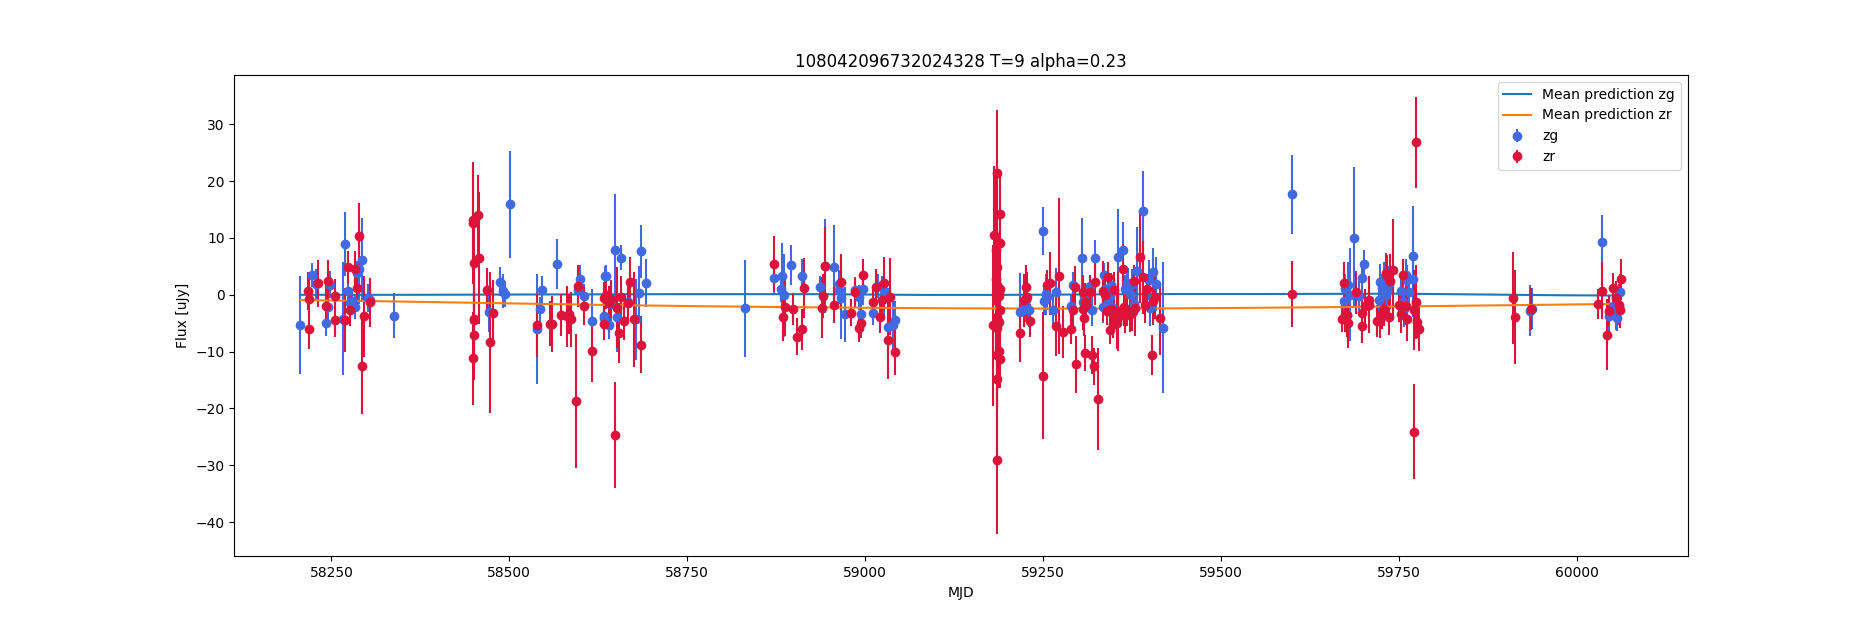 108042096732024328 T=9 alpha=0.23
Mean prediction zg
Mean prediction zr
zg
zr
30
20
10
0
−10
−20
−30
−40
Flux [uJy]
58250
58500
58750
59000
59250
59500
59750
60000
MJD